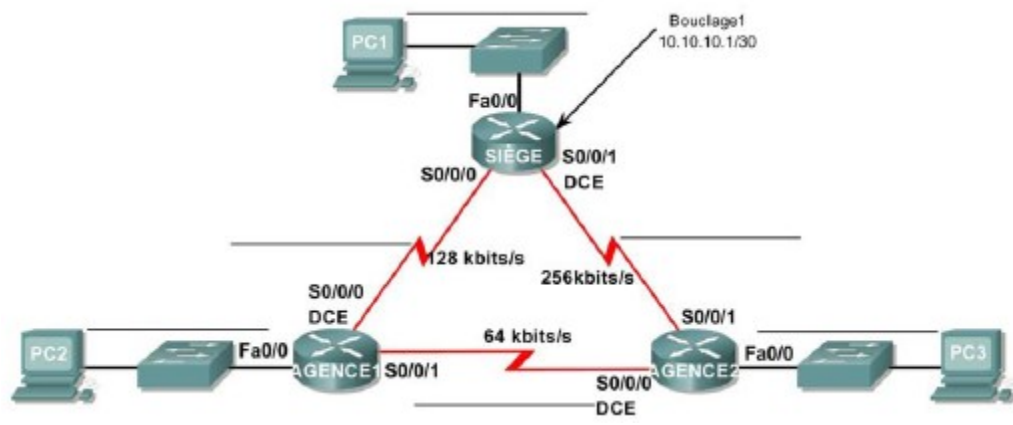 Bouclage1
10.10.10.1/30
PC1
Fa0/0
SIEGE
S0/0/0
S0/0/1
DCE
128 kbits/s
256kbits/s
S0/0/0
DCE
S0/0/1
64 kbits/s
PC2
Fa0/0
AGENCE1
S0/0/1
S0/0/0
DCE
AGENCE2
Fa0/0
PC3